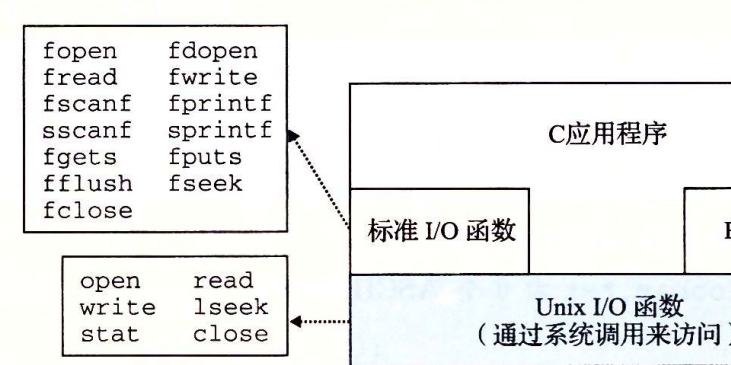 fopen fdopen
fread fwrite
fscanf fprintf
sscanf sprintf
fgets fputs
fflush fseek
fclose
C应用程序
标准 I/O 函数
open read
write lseek
stat close
Unix I/O 函数
（通过系统调用来访问）